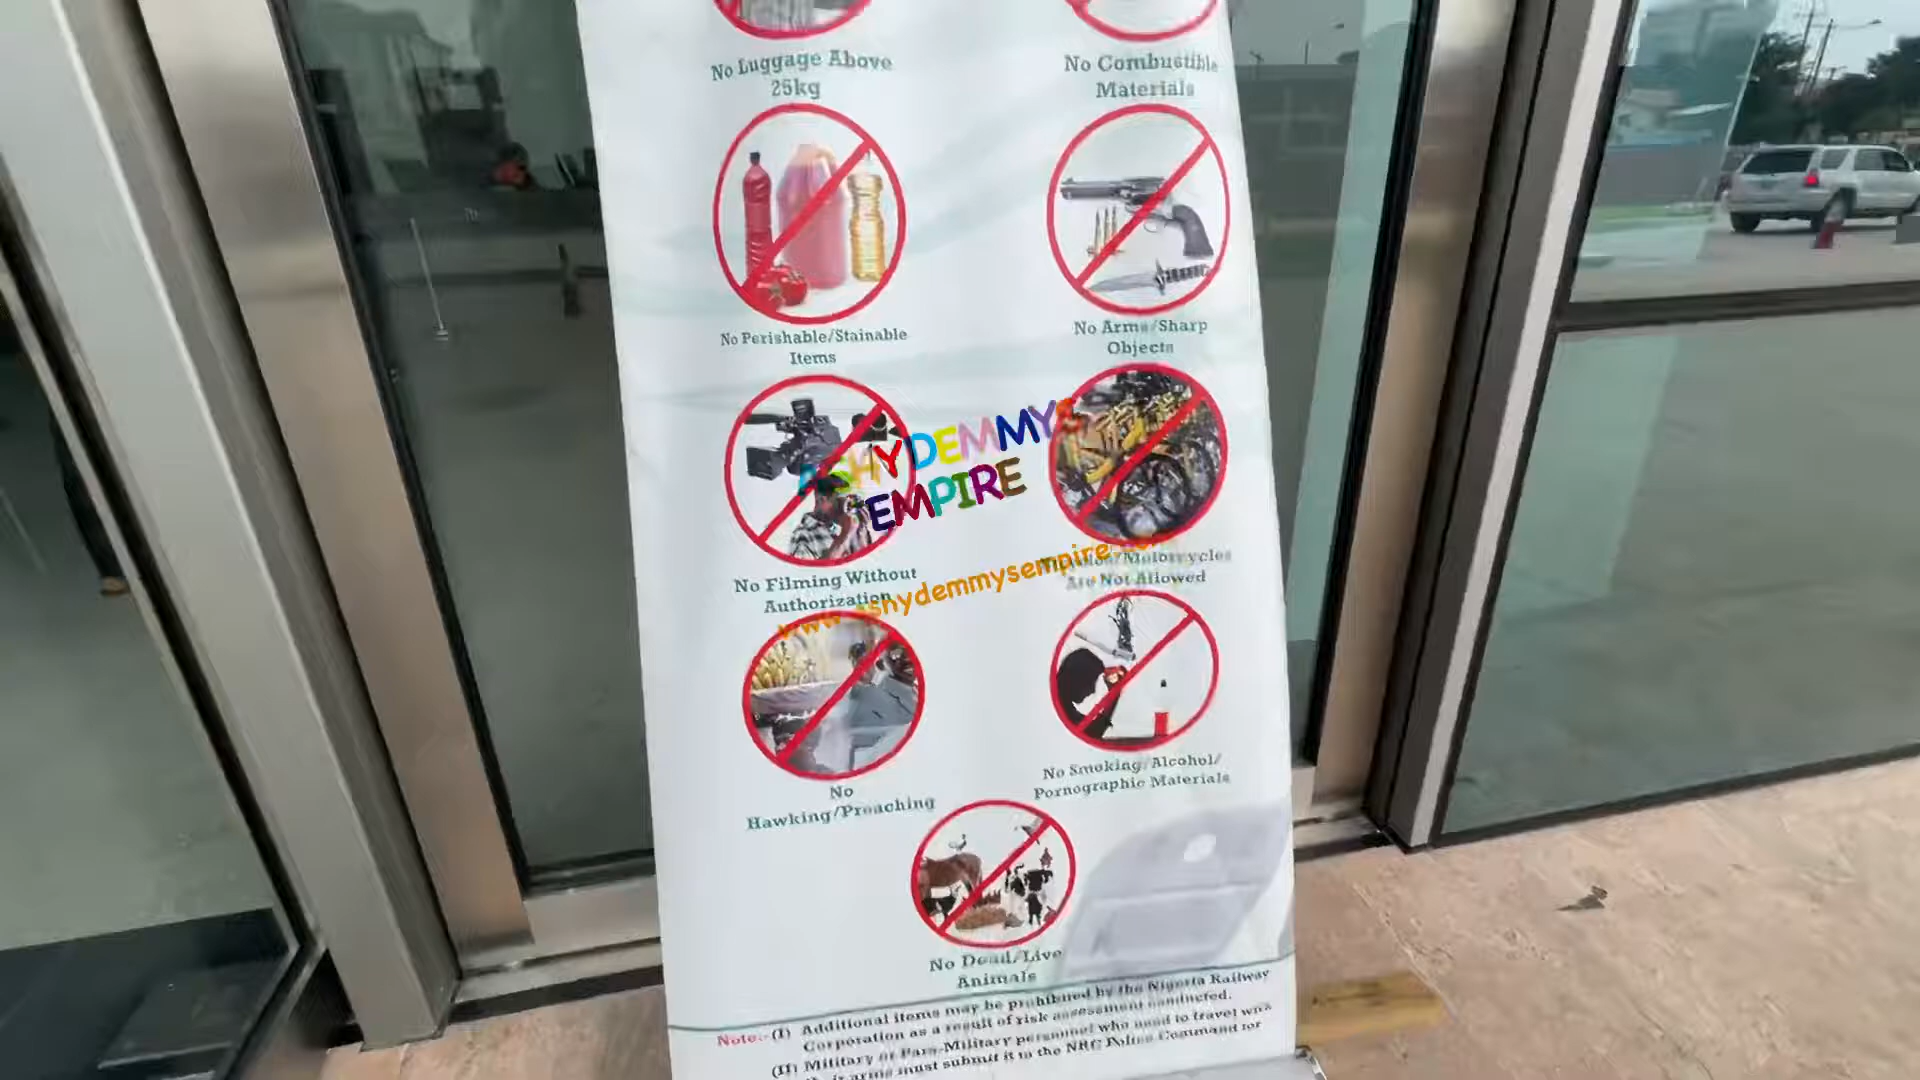 No Luggage Above
25kg
No Combustible
Materials
No Perishable/Stainable
Items
No Arms/Sharp
Objects
ASHYDEMMYS
EMPIRE
No Filming Without
Authorization
Motorcycles
Are Not Allowed
www.ashydemmysempire
No
Hawking/Preaching
No Smoking/Alcohol/
Pornographic Materials
No Dead/Live
Animals
Note:- (I) Additional items may be prohibited by the Nigeria Railway
Corporation as a result of risk assessment conducted.
(II) Military or Para-Military personnel who need to travel with
arms must submit it to the NRC Police Command for